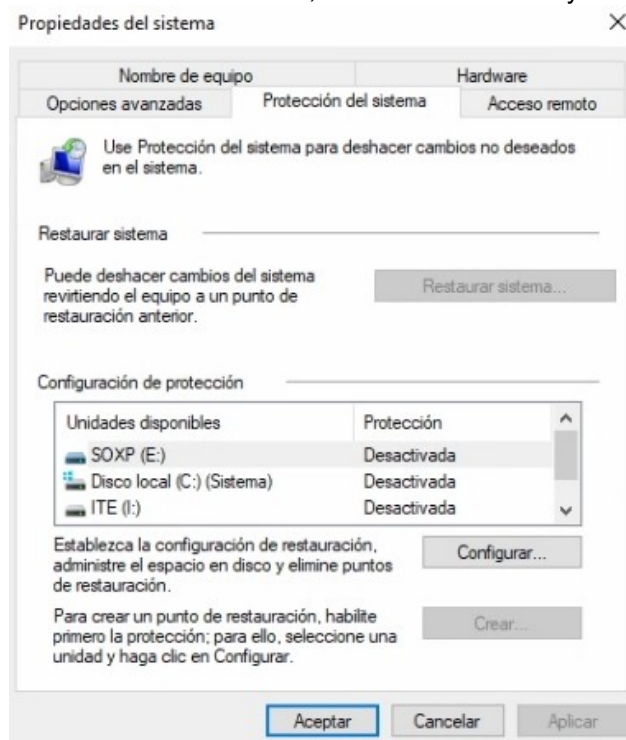 Propiedades del sistema
Nombre de equipo
Hardware
Opciones avanzadas
Protección del sistema
Acceso remoto
Use Protección del sistema para deshacer cambios no deseados
en el sistema.
Restaurar sistema
Puede deshacer cambios del sistema
revirtiendo el equipo a un punto de
restauración anterior.
Restaurar sistema...
Configuración de protección
Unidades disponibles
Protección
SOXP (E:)
Desactivada
Disco local (C:) (Sistema)
Desactivada
ITE (I:)
Desactivada
Establezca la configuración de restauración,
administre el espacio en disco y elimine puntos
de restauración.
Configurar...
Para crear un punto de restauración, habilite
primero la protección; para ello, seleccione una
unidad y haga clic en Configurar.
Crear...
Aceptar
Cancelar
Aplicar